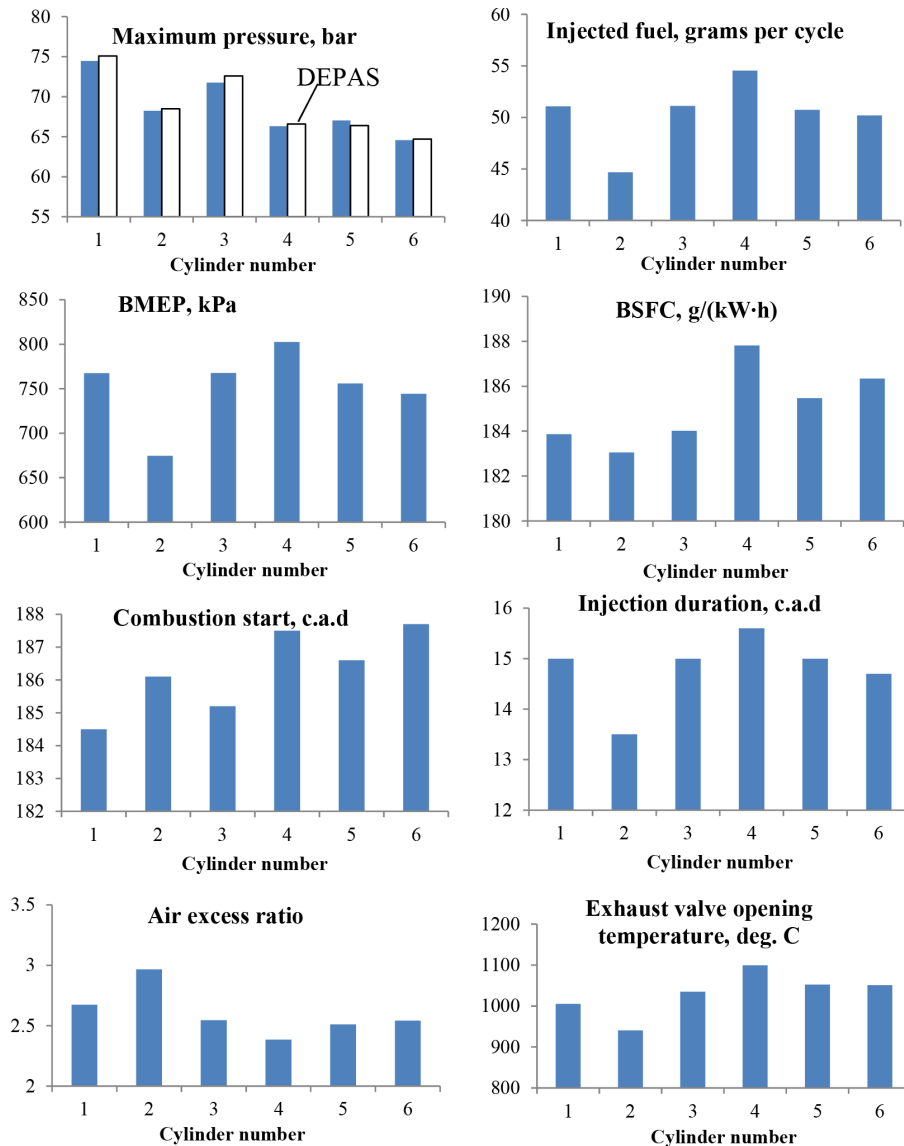 Maximum pressure, bar
80
75
70
65
60
55
DEPAS
1 2 3 4 5 6
Cylinder number
Injected fuel, grams per cycle
60
55
50
45
40
1 2 3 4 5 6
Cylinder number
BMEP, kPa
850
800
750
700
650
600
1 2 3 4 5 6
Cylinder number
BSFC, g/(kW·h)
190
188
186
184
182
180
1 2 3 4 5 6
Cylinder number
Combustion start, c.a.d
188
187
186
185
184
183
182
1 2 3 4 5 6
Cylinder number
Injection duration, c.a.d
16
15
14
13
12
1 2 3 4 5 6
Cylinder number
Air excess ratio
3.5
3
2.5
2
1 2 3 4 5 6
Cylinder number
Exhaust valve opening
temperature, deg. C
1100
1000
900
800
1 2 3 4 5 6
Cylinder number